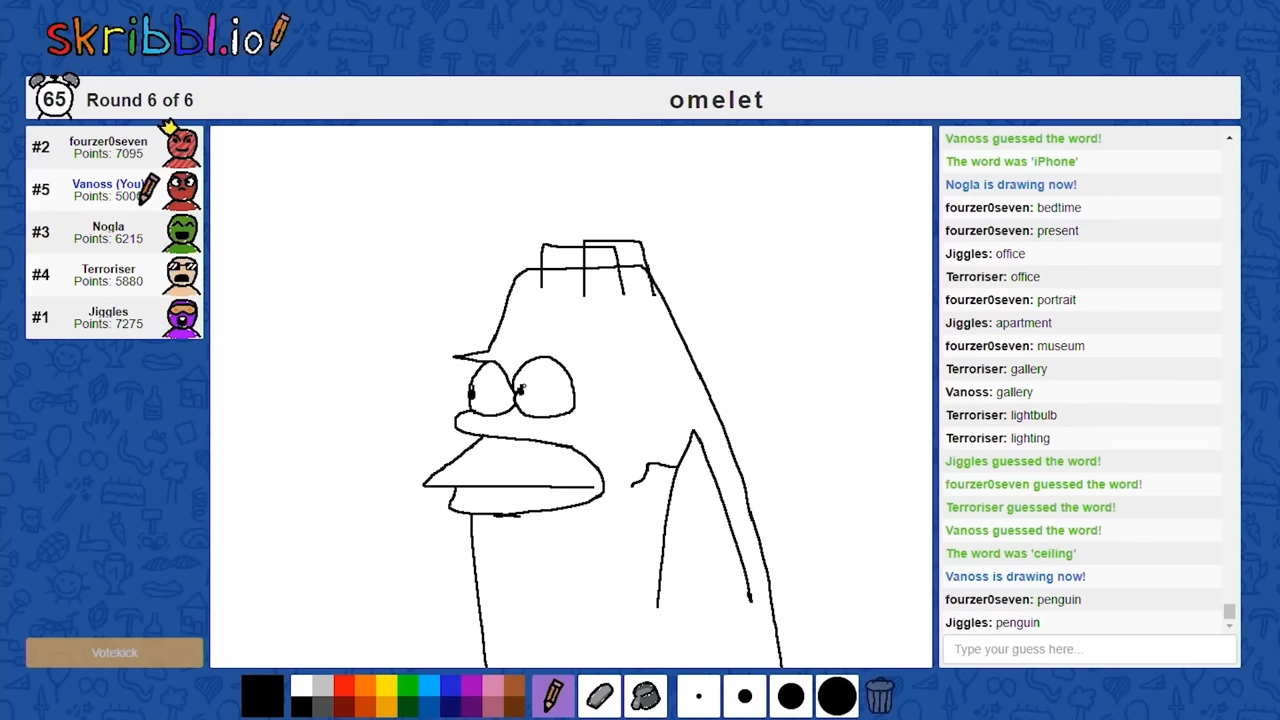 skribbl.io
65
Round 6 of 6
omelet
#2
fourzer0seven
Points: 7095
#5
Vanoss (You)
Points: 500
#3
Nogla
Points: 6215
#4
Terroriser
Points: 5880
#1
Jiggles
Points: 7275
Votekick
Vanoss guessed the word!
The word was 'iPhone'
Nogla is drawing now!
fourzer0seven: bedtime
fourzer0seven: present
Jiggles: office
Terroriser: office
fourzer0seven: portrait
Jiggles: apartment
fourzer0seven: museum
Terroriser: gallery
Vanoss: gallery
Terroriser: lightbulb
Terroriser: lighting
Jiggles guessed the word!
fourzer0seven guessed the word!
Terroriser guessed the word!
Vanoss guessed the word!
The word was 'ceiling'
Vanoss is drawing now!
fourzer0seven: penguin
Jiggles: penguin
Type your guess here...